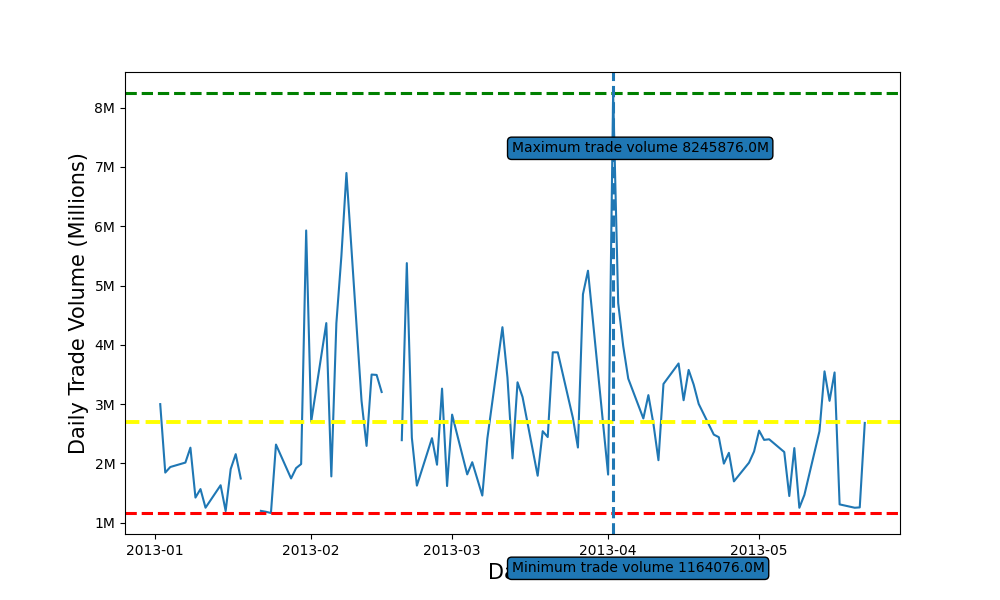 Daily Trade Volume (Millions)
8M
7M
6M
5M
4M
3M
2M
1M
Maximum trade volume 8245876.0M
2013-01 2013-02 2013-03 2013-04 2013-05
Minimum trade volume 1164076.0M